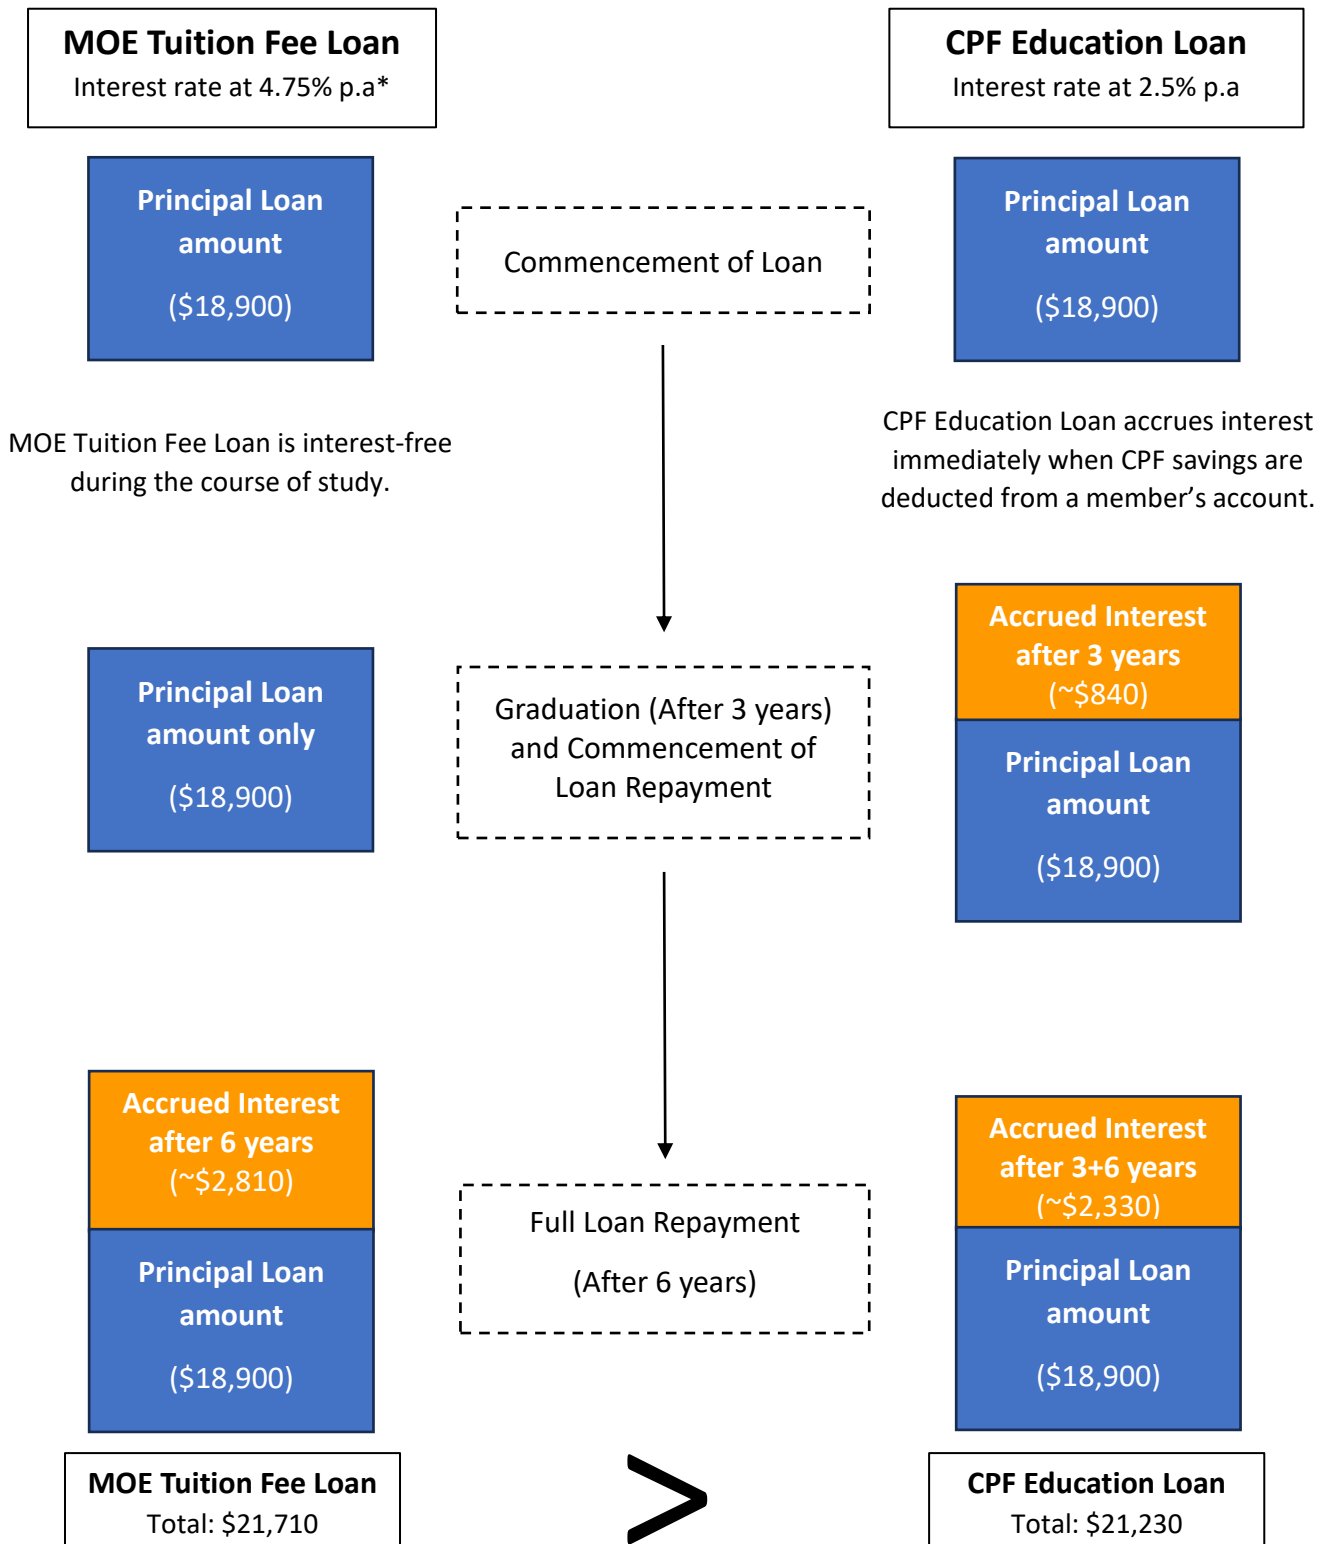 MOE Tuition Fee Loan
Interest rate at 4.75% p.a*
CPF Education Loan
Interest rate at 2.5% p.a
Principal Loan
amount
($18,900)
Commencement of Loan
Principal Loan
amount
($18,900)
MOE Tuition Fee Loan is interest-free
during the course of study.
CPF Education Loan accrues interest
immediately when CPF savings are
deducted from a member’s account.
Principal Loan
amount only
($18,900)
Graduation (After 3 years)
and Commencement of
Loan Repayment
Accrued Interest
after 3 years
(~$840)
Principal Loan
amount
($18,900)
Accrued Interest
after 6 years
(~$2,810)
Principal Loan
amount
($18,900)
Full Loan Repayment
(After 6 years)
Accrued Interest
after 3+6 years
(~$2,330)
Principal Loan
amount
($18,900)
MOE Tuition Fee Loan
Total: $21,710
>
CPF Education Loan
Total: $21,230